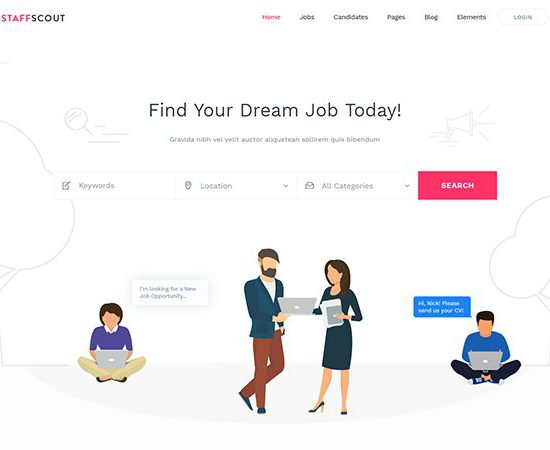 STAFFSCOUT
Home Jobs Candidates Pages Blog Elements LOGIN
Find Your Dream Job Today!
Gravida nibh vel velit auctor aliquetean sollirem quis bibendum
Keywords Location All Categories SEARCH
I'm looking for a New
Job Opportunity...
Hi, Nick! Please
send us your CV!